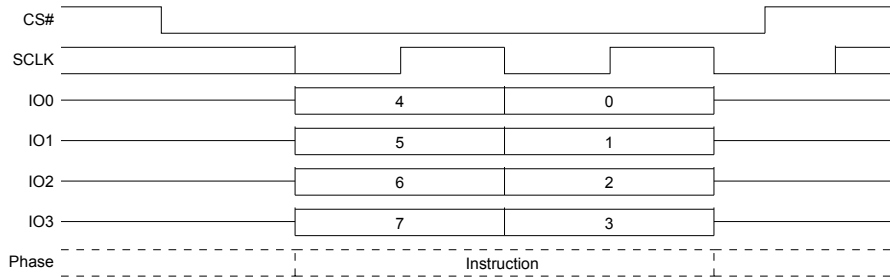 CS#
SCLK
IO0 4 0
IO1 5 1
IO2 6 2
IO3 7 3
Phase Instruction